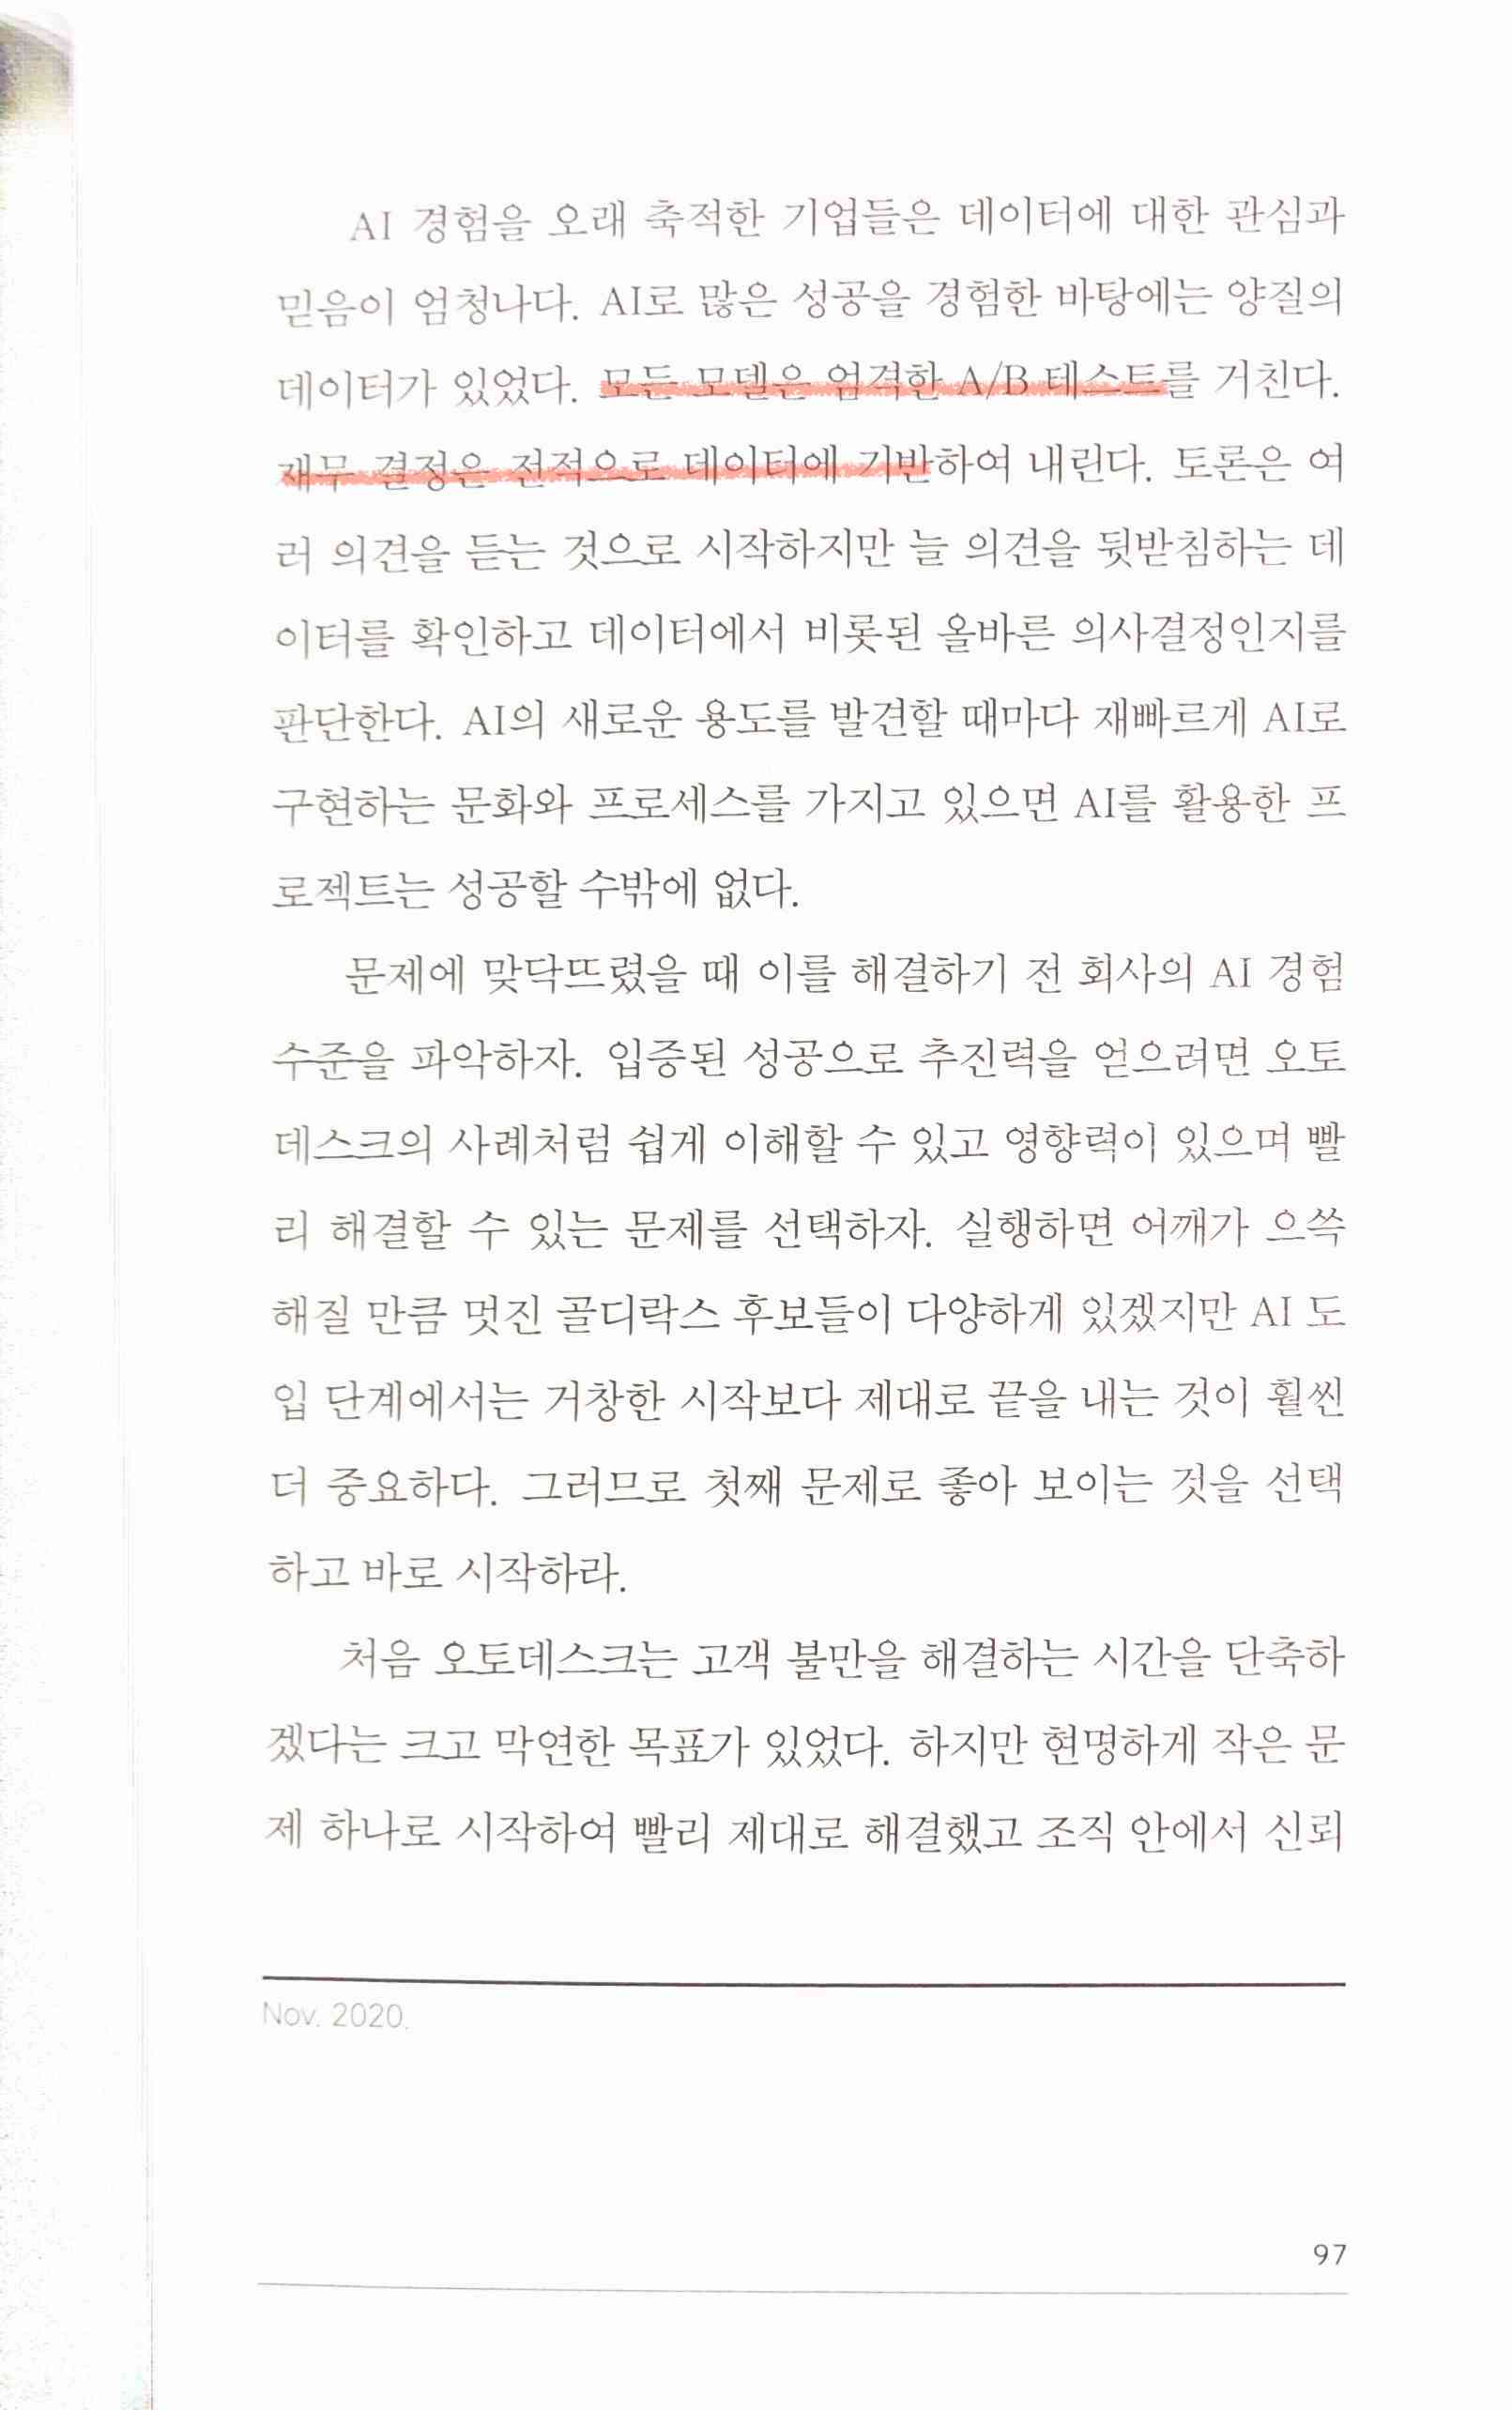 AI 경험을 오래 축적한 기업들은 데이터에 대한 관심과
믿음이 엄청나다. AI로 많은 성공을 경험한 바탕에는 양질의
데이터가 있었다. 모든 모델은 엄격한 A/B 테스트를 거친다.
재무 결정은 전적으로 데이터에 기반하여 내린다. 토론은 여
러 의견을 듣는 것으로 시작하지만 늘 의견을 뒷받침하는 데
이터를 확인하고 데이터에서 비롯된 올바른 의사결정인지를
판단한다. AI의 새로운 용도를 발견할 때마다 재빠르게 AI로
구현하는 문화와 프로세스를 가지고 있으면 AI를 활용한 프
로젝트는 성공할 수밖에 없다.
문제에 맞닥뜨렸을 때 이를 해결하기 전 회사의 AI 경험
수준을 파악하자. 입증된 성공으로 추진력을 얻으려면 오토
데스크의 사례처럼 쉽게 이해할 수 있고 영향력이 있으며 빨
리 해결할 수 있는 문제를 선택하자. 실행하면 어깨가 으쓱
해질 만큼 멋진 골디락스 후보들이 다양하게 있겠지만 AI 도
입 단계에서는 거창한 시작보다 제대로 끝을 내는 것이 훨씬
더 중요하다. 그러므로 첫째 문제로 좋아 보이는 것을 선택
하고 바로 시작하라.
처음 오토데스크는 고객 불만을 해결하는 시간을 단축하
겠다는 크고 막연한 목표가 있었다. 하지만 현명하게 작은 문
제 하나로 시작하여 빨리 제대로 해결했고 조직 안에서 신뢰
Nov. 2020.
97